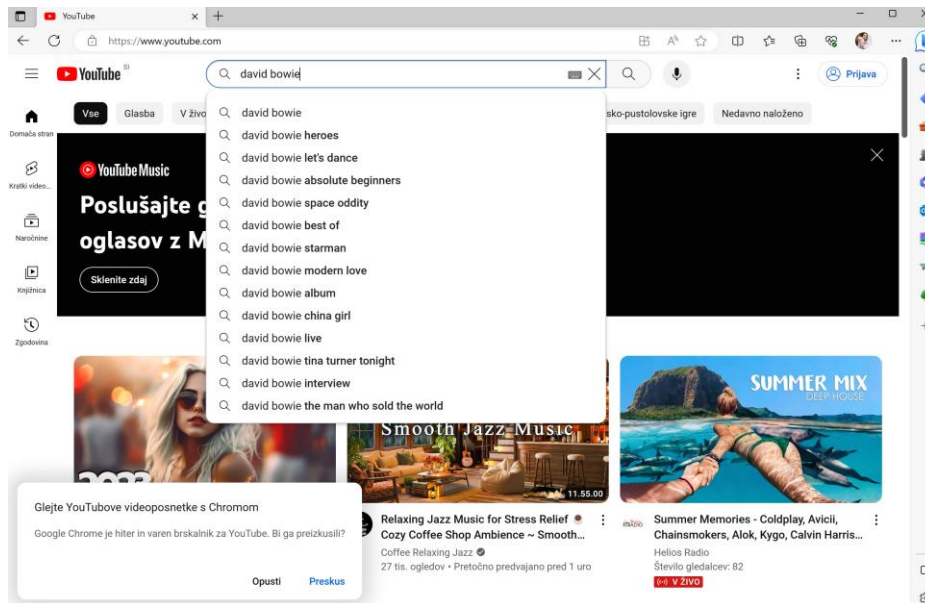 YouTube
https://www.youtube.com
YouTube SI
david bowie
Prijava
Vse Glasba V živo
sko-pustolovske igre Nedavno naloženo
david bowie
david bowie heroes
david bowie let's dance
david bowie absolute beginners
david bowie space oddity
david bowie best of
david bowie starman
david bowie modern love
david bowie album
david bowie china girl
david bowie live
david bowie tina turner tonight
david bowie interview
david bowie the man who sold the world
Domača stran
Kratki video...
Naročnine
Knjižnica
Zgodovina
YouTube Music
Poslušajte g
oglasov z M
Sklenite zdaj
2023
Smooth Jazz Music
11.55.00
SUMMER MIX
DEEP HOUSE
Relaxing Jazz Music for Stress Relief
Cozy Coffee Shop Ambience ~ Smooth...
Coffee Relaxing Jazz
27 tis. ogledov • Pretočno predvajano pred 1 uro
Summer Memories - Coldplay, Avicii,
Chainsmokers, Alok, Kygo, Calvin Harris...
Helios Radio
Število gledalcev: 82
V ŽIVO
Glejte YouTubove videoposnetke s Chromom
Google Chrome je hiter in varen brskalnik za YouTube. Bi ga preizkusili?
Opusti Preskus